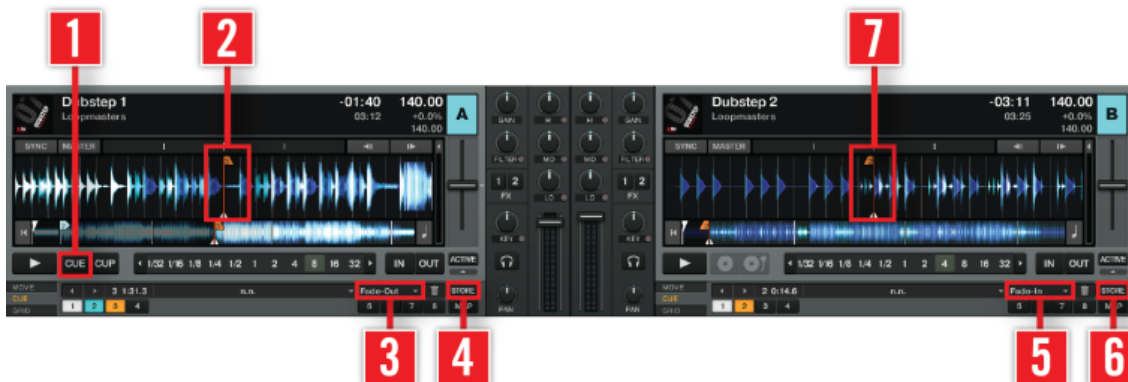 1
2
7
Dubstep 1
Loopmasters
-01:40
140.00
03:12
+0.0%
140.00
A
SYNC
MASTER
CUE
CUP
1/32 1/16 1/8 1/4 1/2 1 2 4 8 16 32
IN
OUT
ACTIVE
MOVE
CUE
GRID
3 1:31.3
n.n.
Fade-Out
STORE
1 2 3 4
6 7 8
MAP
GAIN
HI
HI
GAIN
FILTER
MID
MID
FILTER
1 2
FX
LO
LO
1 2
FX
KEY
KEY
PAN
PAN
Dubstep 2
Loopmasters
-03:11
140.00
03:25
+0.0%
140.00
B
SYNC
MASTER
1/32 1/16 1/8 1/4 1/2 1 2 4 8 16 32
IN
OUT
ACTIVE
MOVE
CUE
GRID
2 0:14.6
n.n.
Fade-In
STORE
1 2 3 4
7 8
3
4
5
6